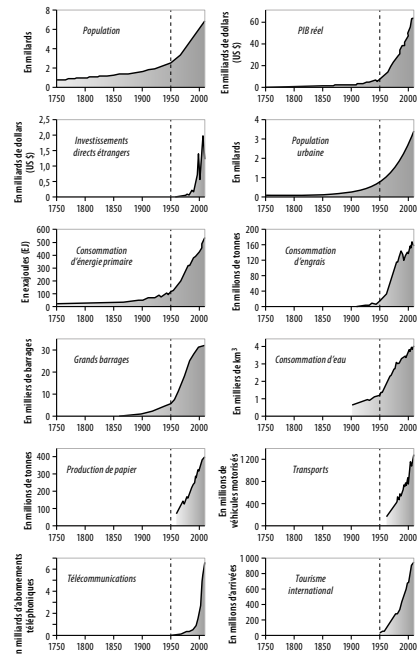 En milliards
8
6
4
2
0
Population
1750 1800 1850 1900 1950 2000
En milliards de dollars
(US $)
60
40
20
0
PIB réel
1750 1800 1850 1900 1950 2000
En milliards de dollars
(US $)
2,5
2,0
1,5
1,0
0,5
0
Investissements
directs étrangers
1750 1800 1850 1900 1950 2000
En millards
4
3
2
1
0
Population
urbaine
1750 1800 1850 1900 1950 2000
En exajoules (EJ)
600
500
400
300
200
100
0
Consommation
d'énergie primaire
1750 1800 1850 1900 1950 2000
En millions de tonnes
200
160
120
80
40
0
Consommation
d'engrais
1750 1800 1850 1900 1950 2000
En milliers de barrages
30
20
10
0
Grands barrages
1750 1800 1850 1900 1950 2000
En milliers de km³
4
3
2
1
0
Consommation d'eau
1750 1800 1850 1900 1950 2000
En millions de tonnes
400
300
200
100
0
Production de papier
1750 1800 1850 1900 1950 2000
En millions de
véhicules motorisés
1 200
800
400
0
Transports
1750 1800 1850 1900 1950 2000
n milliards d'abonnements
téléphoniques
6
4
2
0
Télécommunications
1750 1800 1850 1900 1950 2000
En millions d'arrivées
1 000
800
600
400
200
0
Tourisme
international
1750 1800 1850 1900 1950 2000